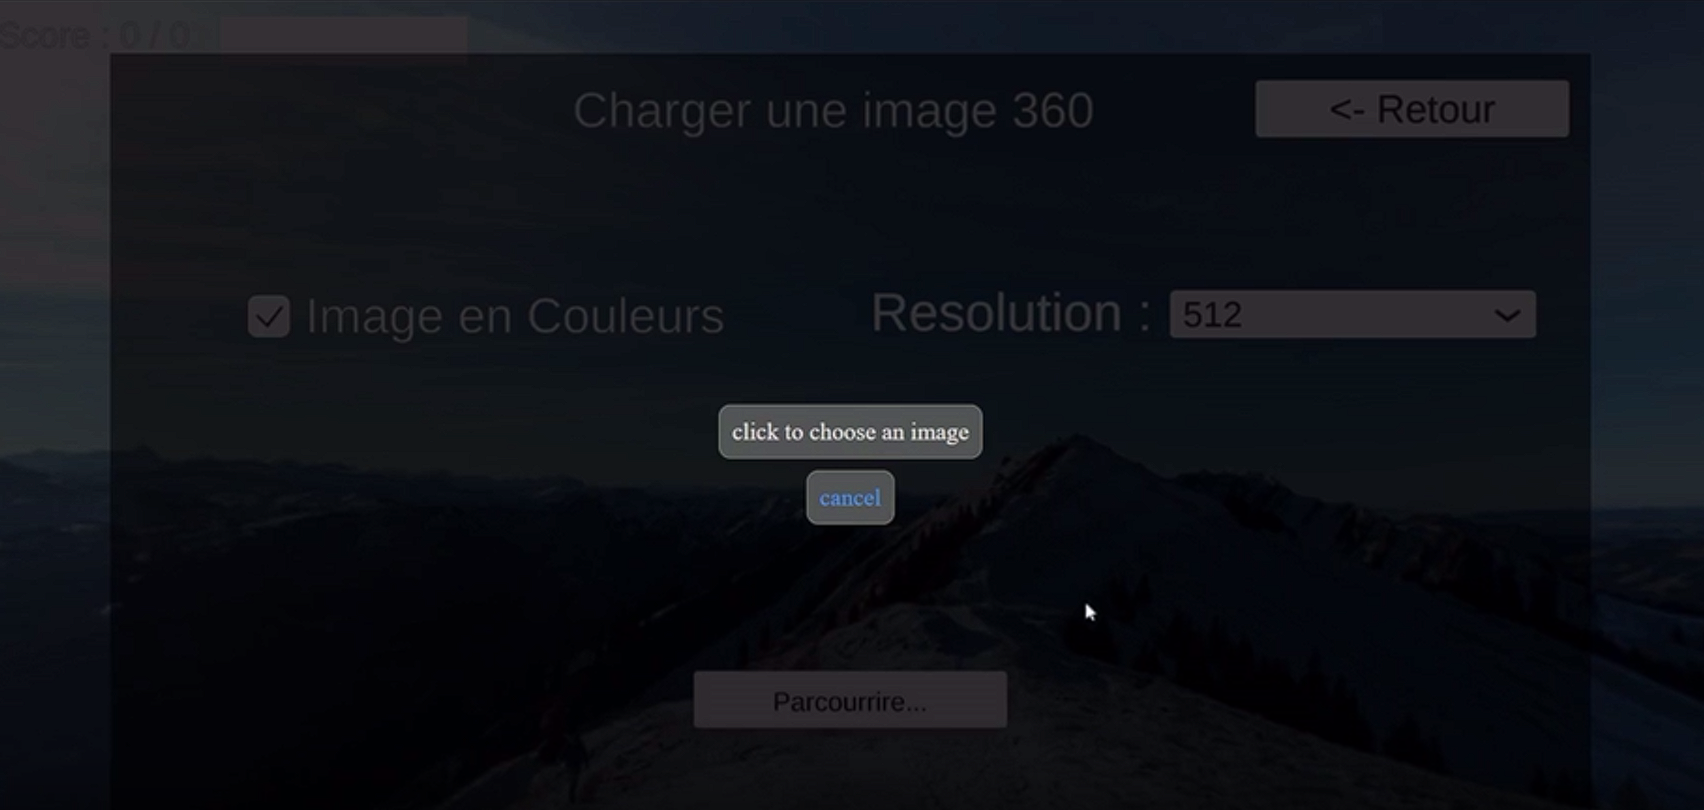 Score : 0 / 0
Charger une image 360
<- Retour
Image en Couleurs
Resolution : 512
click to choose an image
cancel
Parcourrire...